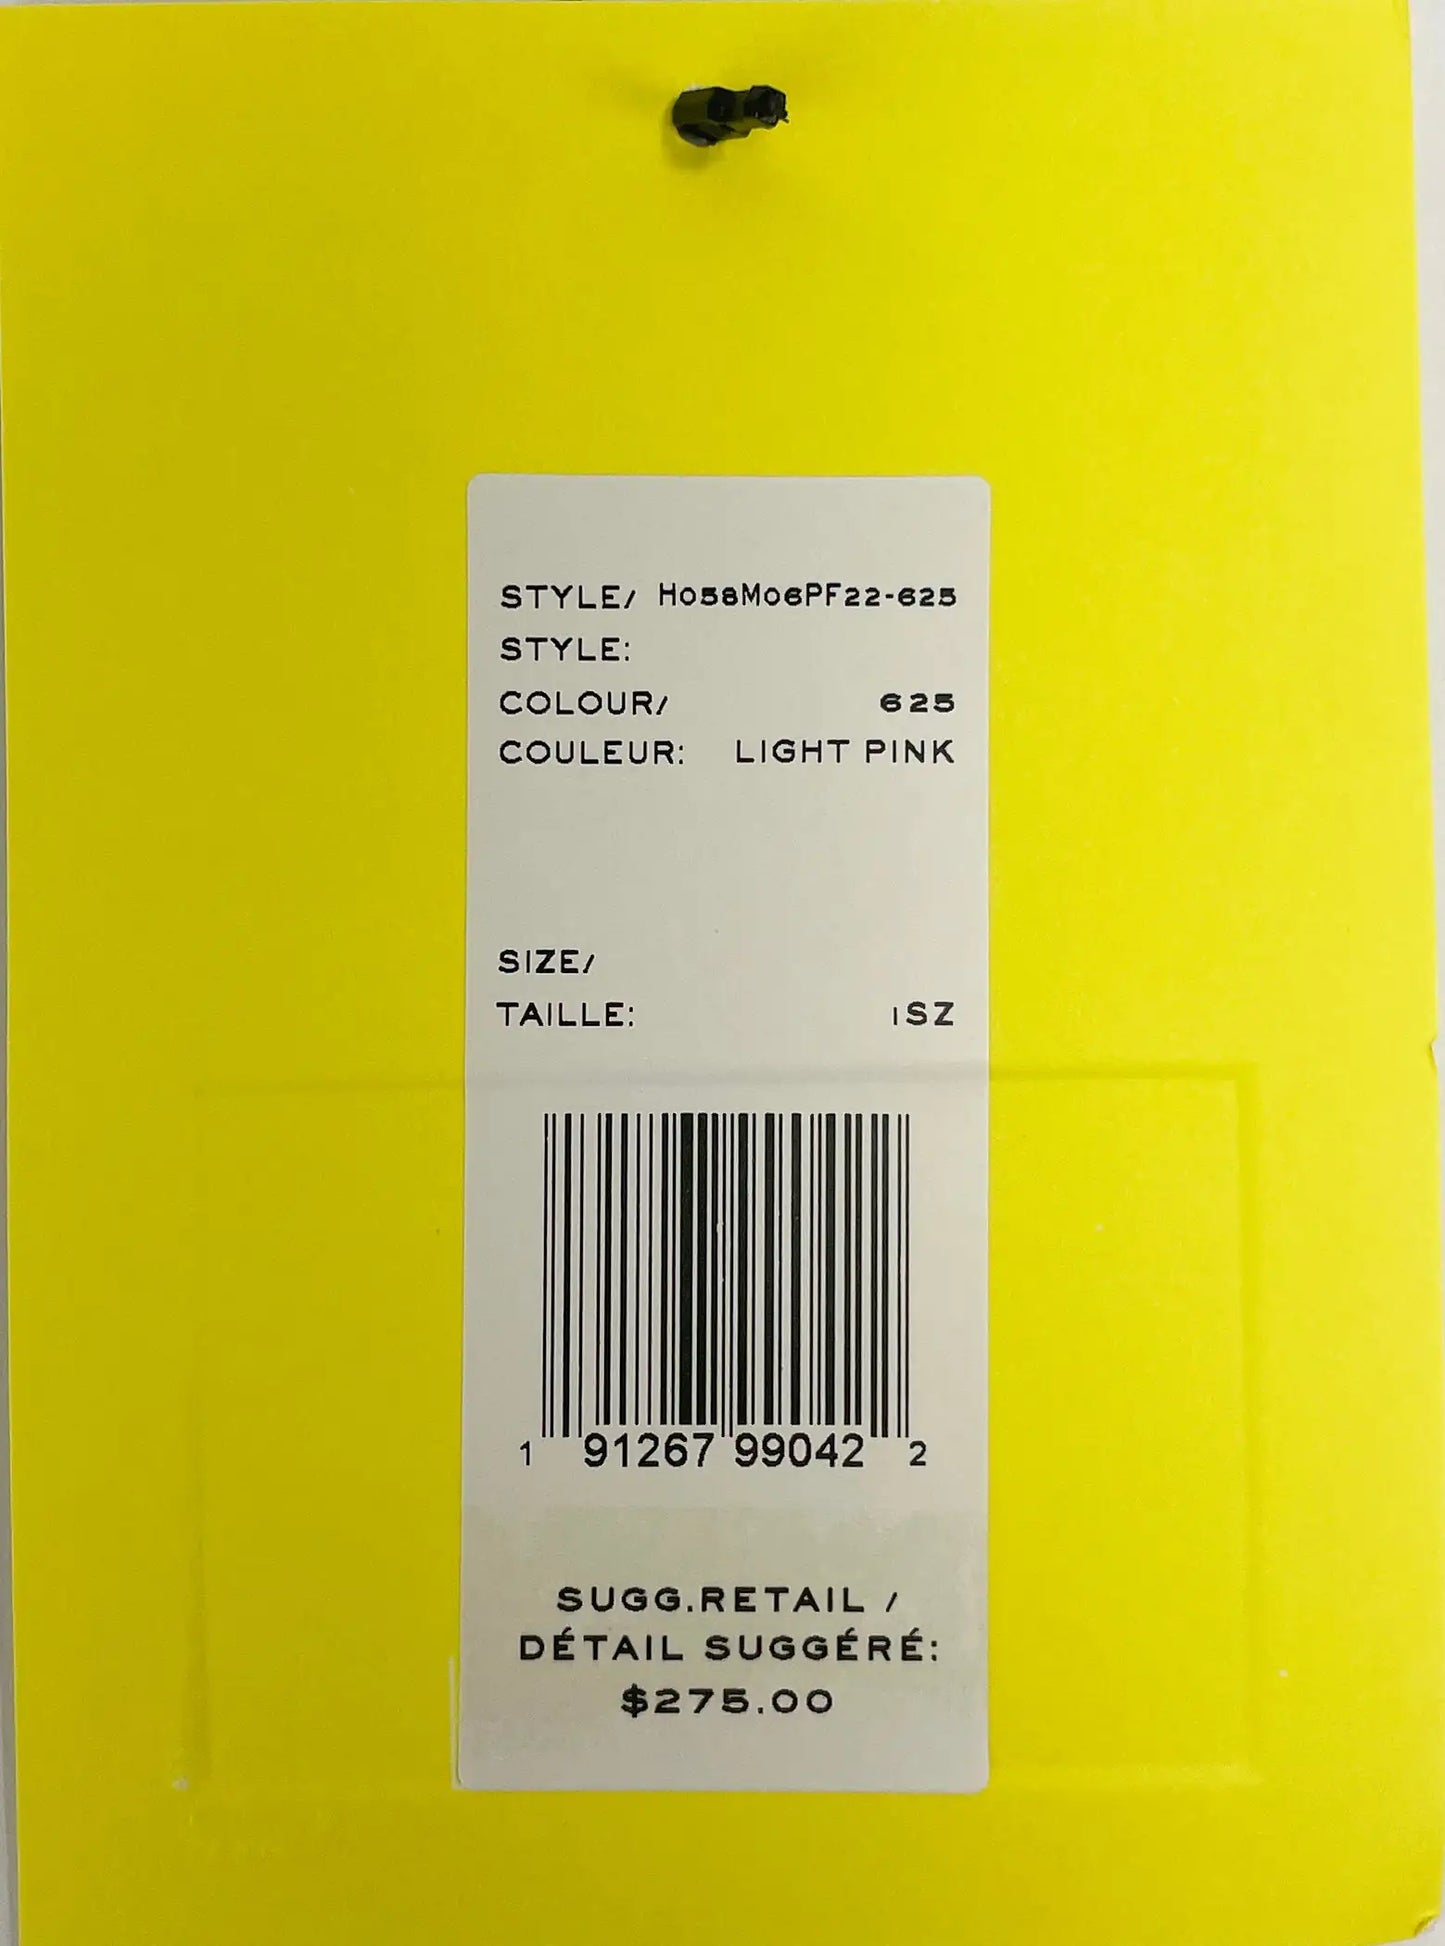 STYLE/ H058M06PF22-625
STYLE:
COLOUR/ 625
COULEUR: LIGHT PINK
SIZE/
TAILLE: 1SZ
1 91267 99042 2
SUGG.RETAIL /
DÉTAIL SUGGÉRÉ:
$275.00